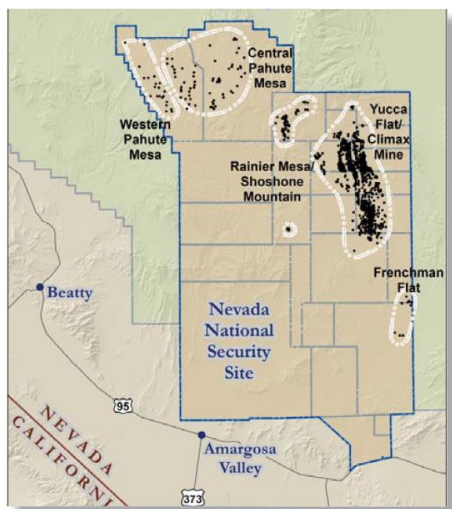 Central
Pahute
Mesa
Western
Pahute
Mesa
Yucca
Flat/
Climax
Mine
Rainier Mesa/
Shoshone
Mountain
Frenchman
Flat
Beatty
Nevada
National
Security
Site
95
NEVADA
CALIFORNI
Amargosa
Valley
373